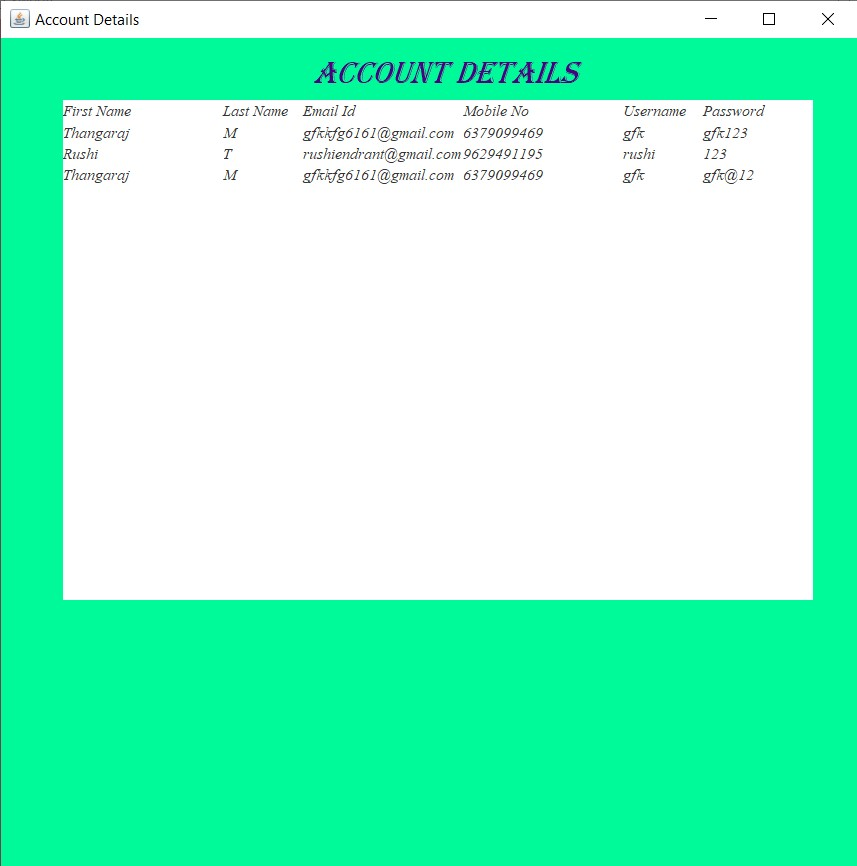 Account Details
ACCOUNT DETAILS
First Name Last Name Email Id Mobile No Username Password
Thangaraj M gfkkfg6161@gmail.com 6379099469 gfk gfk123
Rushi T rushiendrant@gmail.com 9629491195 rushi 123
Thangaraj M gfkkfg6161@gmail.com 6379099469 gfk gfk@12